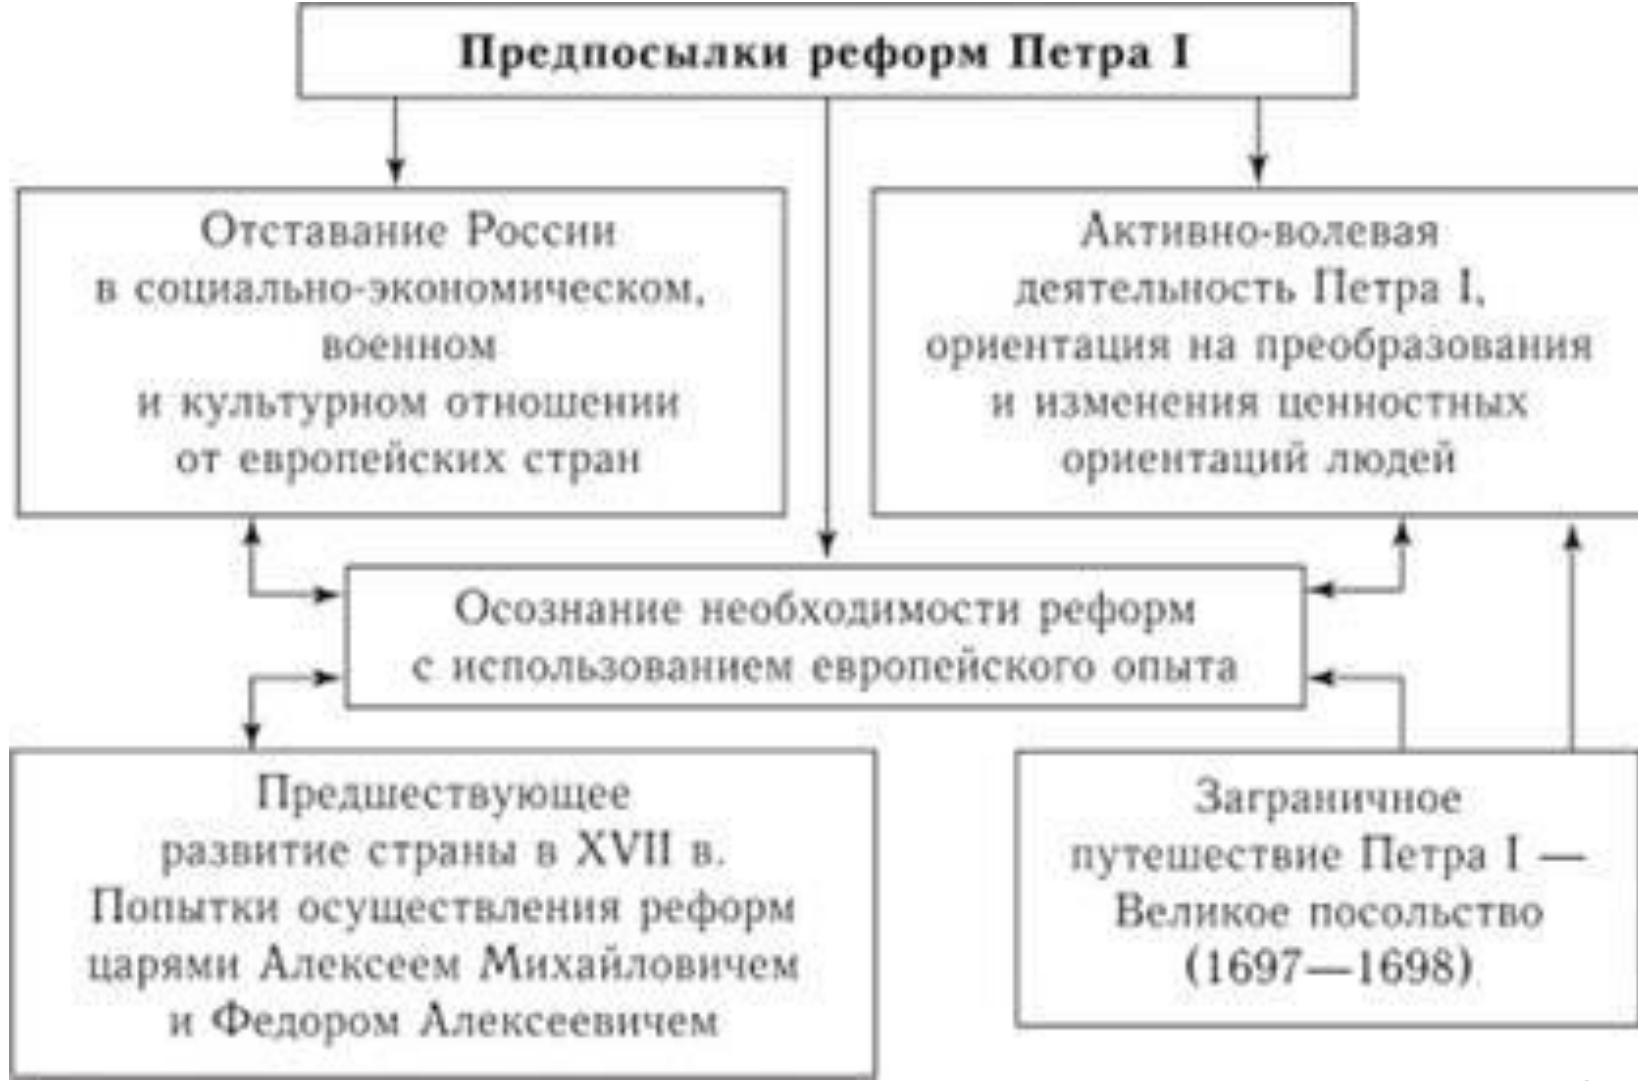 Предпосылки реформ Петра I
Отставание России
в социально-экономическом,
военном
и культурном отношении
от европейских стран
Активно-волевая
деятельность Петра I,
ориентация на преобразования
и изменения ценностных
ориентаций людей
Осознание необходимости реформ
с использованием европейского опыта
Предшествующее
развитие страны в XVII в.
Попытки осуществления реформ
царями Алексеем Михайловичем
и Федором Алексеевичем
Заграничное
путешествие Петра I —
Великое посольство
(1697—1698)